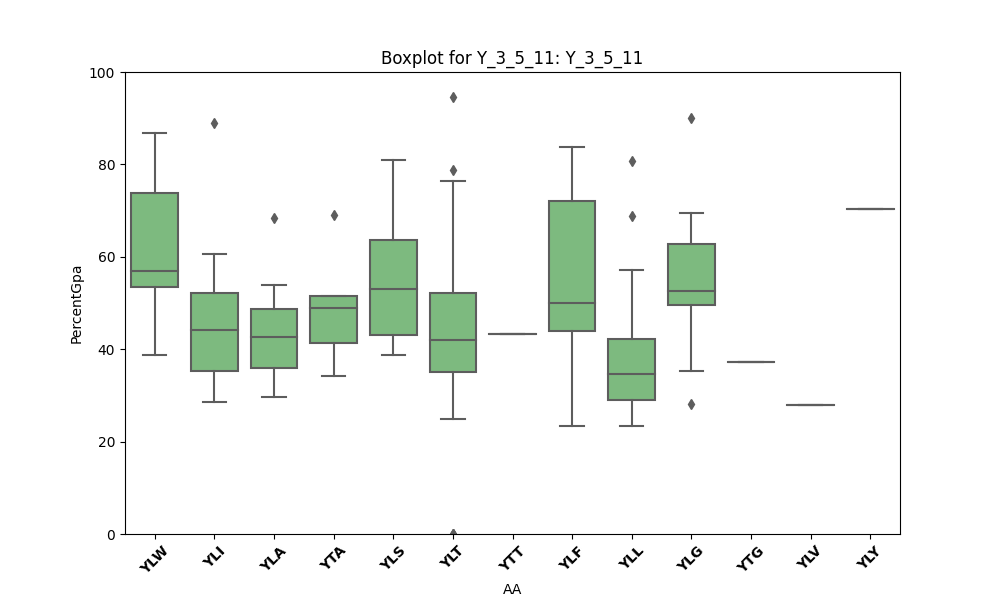 Boxplot for Y_3_5_11: Y_3_5_11
100
80
60
40
20
0
PercentGpa
YLW YLI YLA YTA YLS YLT YTT YLF YLL YLG YTG YLV YLY
AA